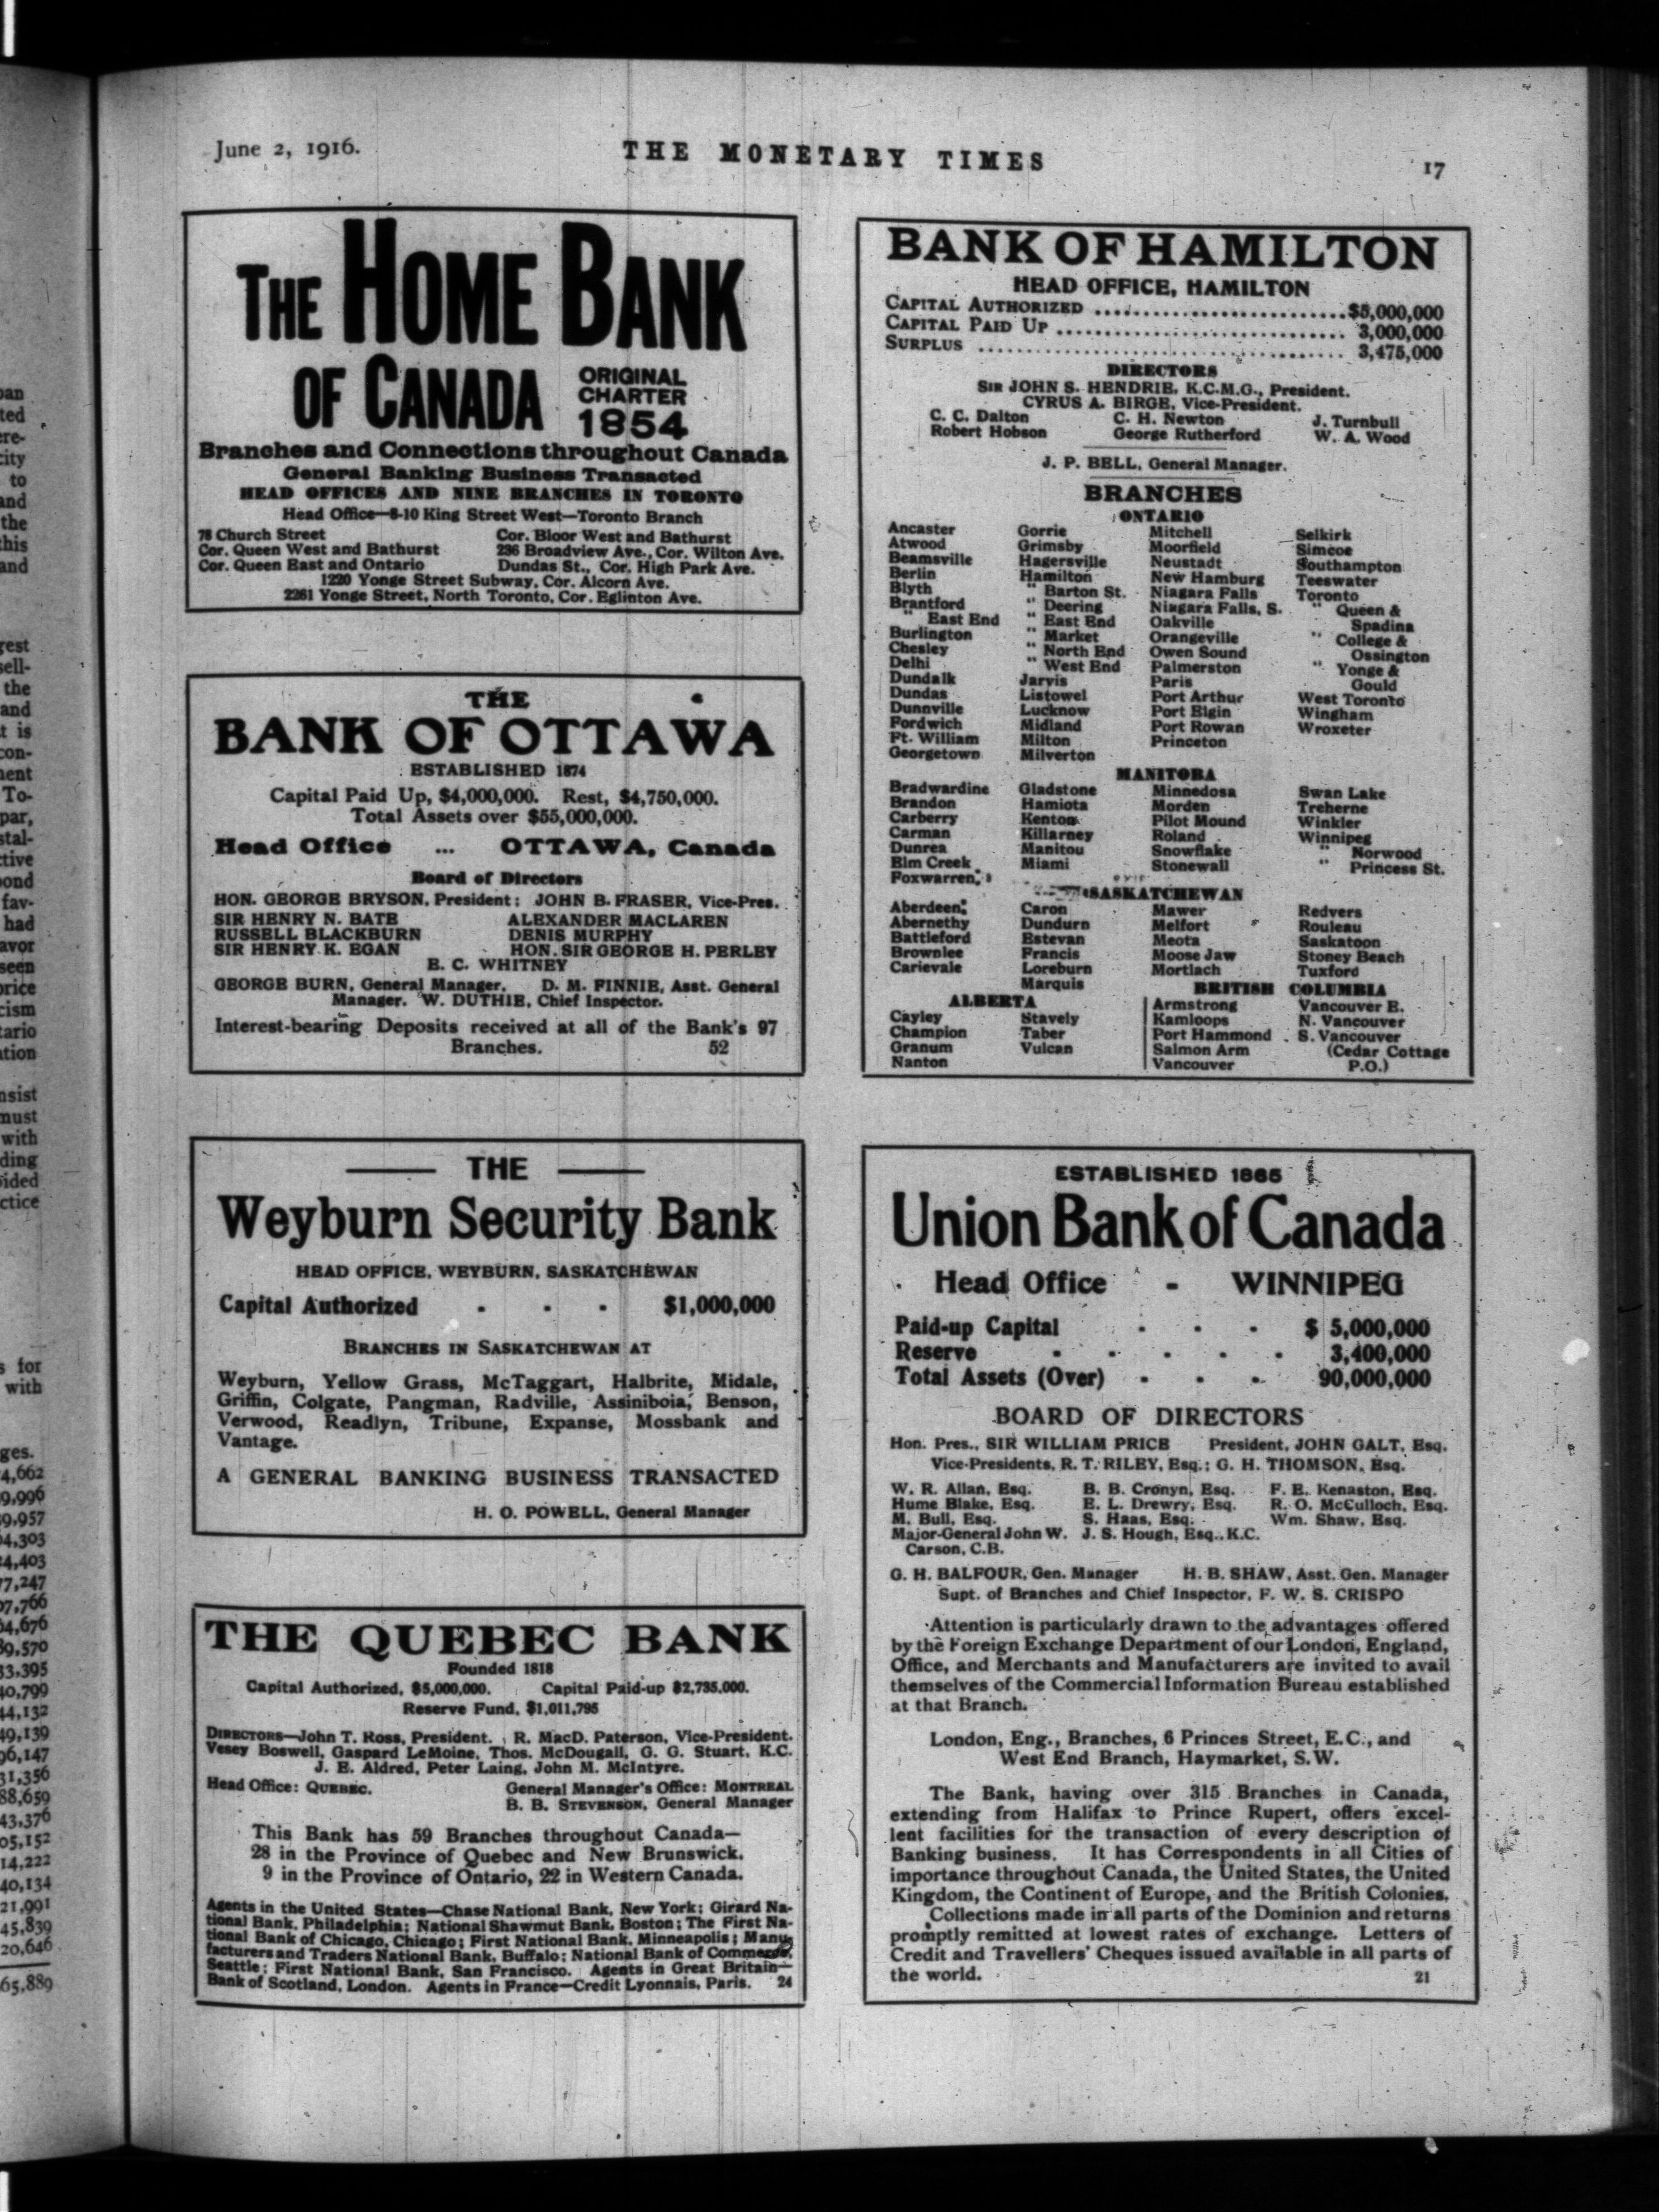 June 2, 1916.
THE MONETARY TIMES
17
THE HOME BANK
OF CANADA
ORIGINAL
CHARTER
1854
Branches and Connections throughout Canada
General Banking Business Transacted
HEAD OFFICES AND NINE BRANCHES IN TORONTO
Head Office—8-10 King Street West—Toronto Branch
78 Church Street Cor. Bloor West and Bathurst
Cor. Queen West and Bathurst 236 Broadview Ave., Cor. Wilton Ave.
Cor. Queen East and Ontario Dundas St., Cor. High Park Ave.
1220 Yonge Street Subway, Cor. Alcorn Ave.
2261 Yonge Street, North Toronto, Cor. Eglinton Ave.
THE
BANK OF OTTAWA
ESTABLISHED 1874
Capital Paid Up, $4,000,000. Rest, $4,750,000.
Total Assets over $55,000,000.
Head Office ... OTTAWA, Canada
Board of Directors
HON. GEORGE BRYSON, President; JOHN B. FRASER, Vice-Pres.
SIR HENRY N. BATE ALEXANDER MACLAREN
RUSSELL BLACKBURN DENIS MURPHY
SIR HENRY K. EGAN HON. SIR GEORGE H. PERLEY
E. C. WHITNEY
GEORGE BURN, General Manager. D. M. FINNIE, Asst. General
Manager. W. DUTHIE, Chief Inspector.
Interest-bearing Deposits received at all of the Bank's 97
Branches. 52
THE
Weyburn Security Bank
HEAD OFFICE, WEYBURN, SASKATCHEWAN
Capital Authorized - - - $1,000,000
BRANCHES IN SASKATCHEWAN AT
Weyburn, Yellow Grass, McTaggart, Halbrite, Midale,
Griffin, Colgate, Pangman, Radville, Assiniboia, Benson,
Verwood, Readlyn, Tribune, Expanse, Mossbank and
Vantage.
A GENERAL BANKING BUSINESS TRANSACTED
H. O. POWELL, General Manager
THE QUEBEC BANK
Founded 1818
Capital Authorized, $5,000,000. Capital Paid-up $2,735,000.
Reserve Fund, $1,011,795
DIRECTORS—John T. Ross, President. R. MacD. Paterson, Vice-President.
Vesey Boswell, Gaspard LeMoine, Thos. McDougall, G. G. Stuart, K.C.
J. E. Aldred, Peter Laing, John M. McIntyre.
Head Office: QUEBEC. General Manager's Office: MONTREAL
B. B. STEVENSON, General Manager
This Bank has 59 Branches throughout Canada—
28 in the Province of Quebec and New Brunswick.
9 in the Province of Ontario, 22 in Western Canada.
Agents in the United States—Chase National Bank, New York; Girard Na-
tional Bank, Philadelphia; National Shawmut Bank, Boston; The First Na-
tional Bank of Chicago, Chicago; First National Bank, Minneapolis; Manu-
facturers and Traders National Bank, Buffalo; National Bank of Commerce,
Seattle; First National Bank, San Francisco. Agents in Great Britain—
Bank of Scotland, London. Agents in France—Credit Lyonnais, Paris. 24
BANK OF HAMILTON
HEAD OFFICE, HAMILTON
CAPITAL AUTHORIZED ........ $5,000,000
CAPITAL PAID UP ........ 3,000,000
SURPLUS ........ 3,475,000
DIRECTORS
SIR JOHN S. HENDRIE, K.C.M.G., President.
CYRUS A. BIRGE, Vice-President.
C. C. Dalton C. H. Newton J. Turnbull
Robert Hobson George Rutherford W. A. Wood
J. P. BELL, General Manager.
BRANCHES
ONTARIO
Ancaster Gorrie Mitchell Selkirk
Atwood Grimsby Moorfield Simcoe
Beamsville Hagersville Neustadt Southampton
Berlin Hamilton New Hamburg Teeswater
Blyth " Barton St. Niagara Falls Toronto
Brantford " Deering Niagara Falls, S. " Queen &
" East End " East End Oakville Spadina
Burlington " Market Orangeville " College &
Chesley " North End Owen Sound Ossington
Delhi " West End Palmerston " Yonge &
Dundalk Jarvis Paris Gould
Dundas Listowel Port Arthur West Toronto
Dunnville Lucknow Port Elgin Wingham
Fordwich Midland Port Rowan Wroxeter
Ft. William Milton Princeton
Georgetown Milverton
MANITOBA
Bradwardine Gladstone Minnedosa Swan Lake
Brandon Hamiota Morden Treherne
Carberry Kenton Pilot Mound Winkler
Carman Killarney Roland Winnipeg
Dunrea Manitou Snowflake " Norwood
Elm Creek Miami Stonewall " Princess St.
Foxwarren
SASKATCHEWAN
Aberdeen Caron Mawer Redvers
Abernethy Dundurn Melfort Rouleau
Battleford Estevan Meota Saskatoon
Brownlee Francis Moose Jaw Stoney Beach
Carievale Loreburn Mortlach Tuxford
Marquis
ALBERTA
Cayley Stavely
Champion Taber
Granum Vulcan
Nanton
BRITISH COLUMBIA
Armstrong Vancouver E.
Kamloops N. Vancouver
Port Hammond S. Vancouver
Salmon Arm (Cedar Cottage
Vancouver P.O.)
ESTABLISHED 1865
Union Bank of Canada
Head Office - WINNIPEG
Paid-up Capital - - - $ 5,000,000
Reserve - - - - - 3,400,000
Total Assets (Over) - - - 90,000,000
BOARD OF DIRECTORS
Hon. Pres., SIR WILLIAM PRICE President, JOHN GALT, Esq.
Vice-Presidents, R. T. RILEY, Esq.; G. H. THOMSON, Esq.
W. R. Allan, Esq. B. B. Cronyn, Esq. F. E. Kenaston, Esq.
Hume Blake, Esq. E. L. Drewry, Esq. R. O. McCulloch, Esq.
M. Bull, Esq. S. Haas, Esq. Wm. Shaw, Esq.
Major-General John W. J. S. Hough, Esq., K.C.
Carson, C.B.
G. H. BALFOUR, Gen. Manager H. B. SHAW, Asst. Gen. Manager
Supt. of Branches and Chief Inspector, F. W. S. CRISPO
Attention is particularly drawn to the advantages offered
by the Foreign Exchange Department of our London, England,
Office, and Merchants and Manufacturers are invited to avail
themselves of the Commercial Information Bureau established
at that Branch.
London, Eng., Branches, 6 Princes Street, E.C., and
West End Branch, Haymarket, S.W.
The Bank, having over 315 Branches in Canada,
extending from Halifax to Prince Rupert, offers excel-
lent facilities for the transaction of every description of
Banking business. It has Correspondents in all Cities of
importance throughout Canada, the United States, the United
Kingdom, the Continent of Europe, and the British Colonies.
Collections made in all parts of the Dominion and returns
promptly remitted at lowest rates of exchange. Letters of
Credit and Travellers' Cheques issued available in all parts of
the world. 21